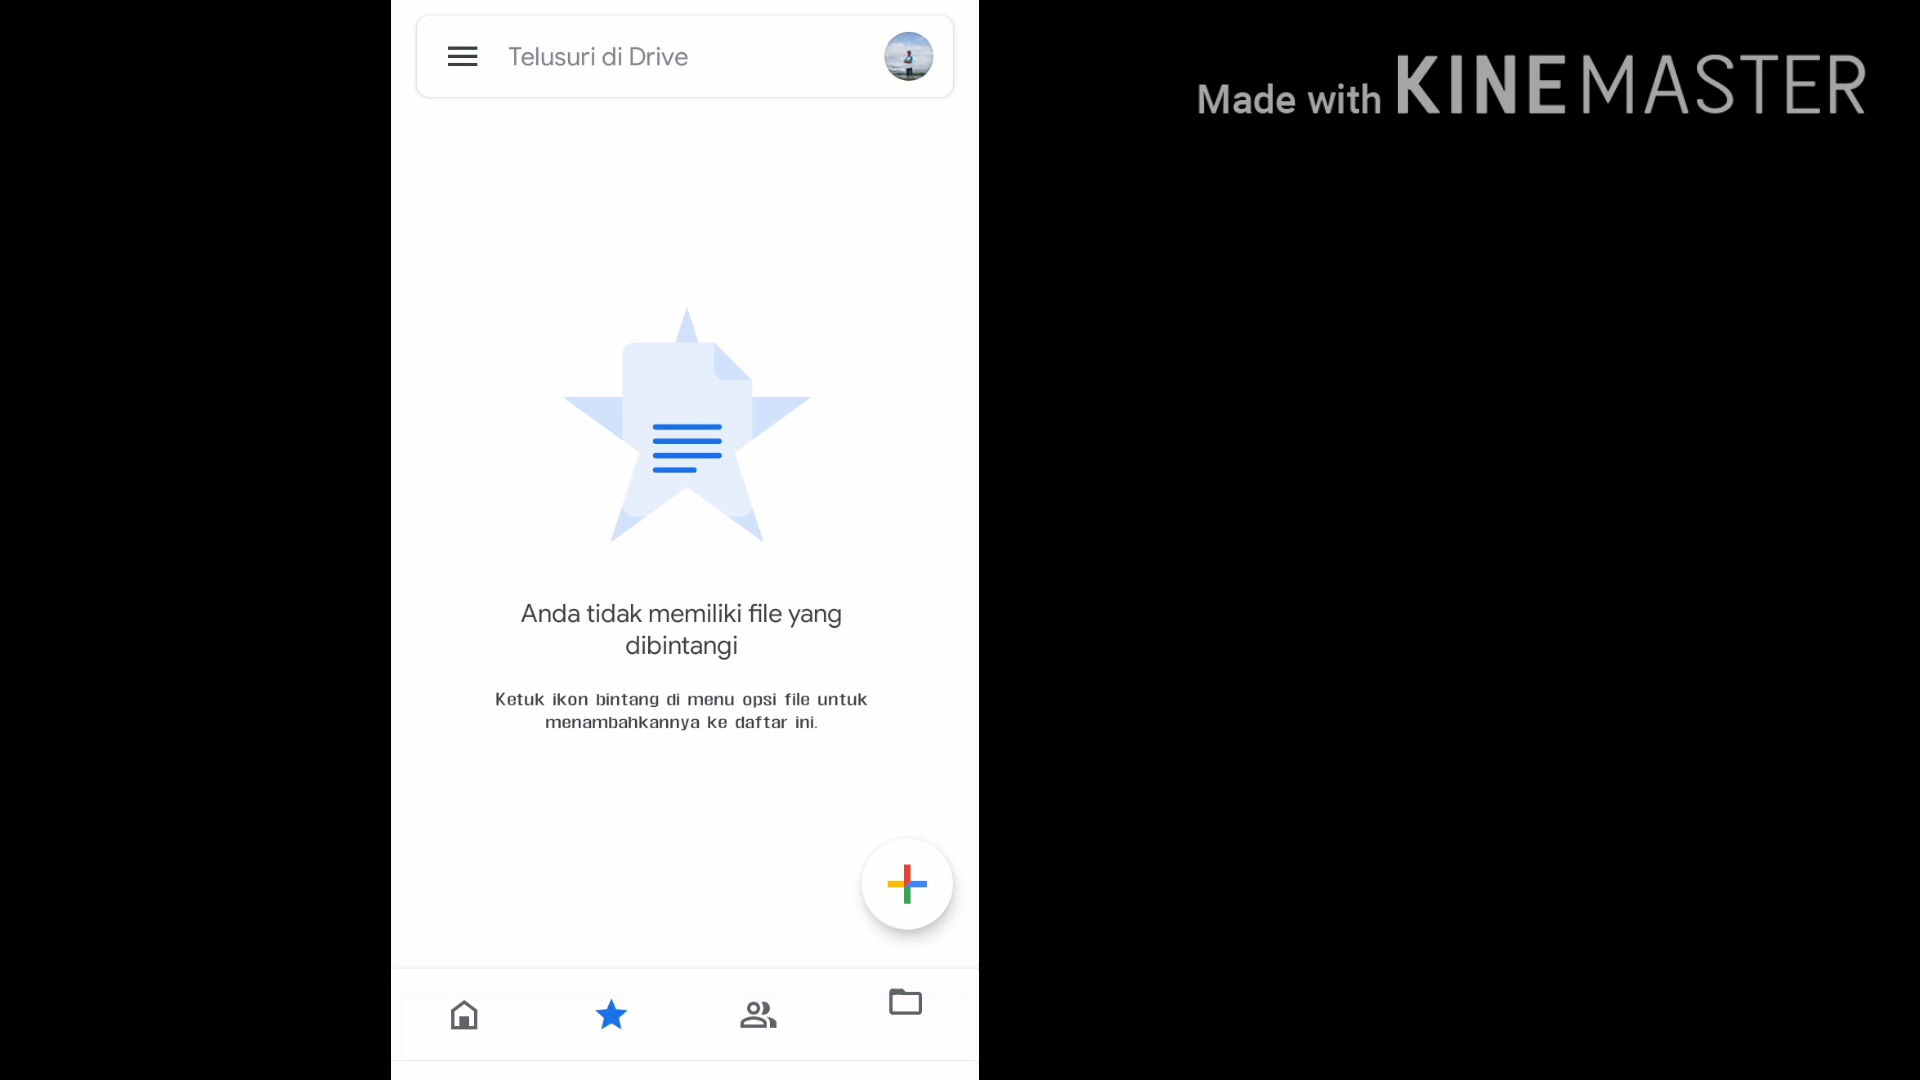 Telusuri di Drive
Made with KINEMASTER
Anda tidak memiliki file yang
dibintangi
Ketuk ikon bintang di menu opsi file untuk
menambahkannya ke daftar ini.